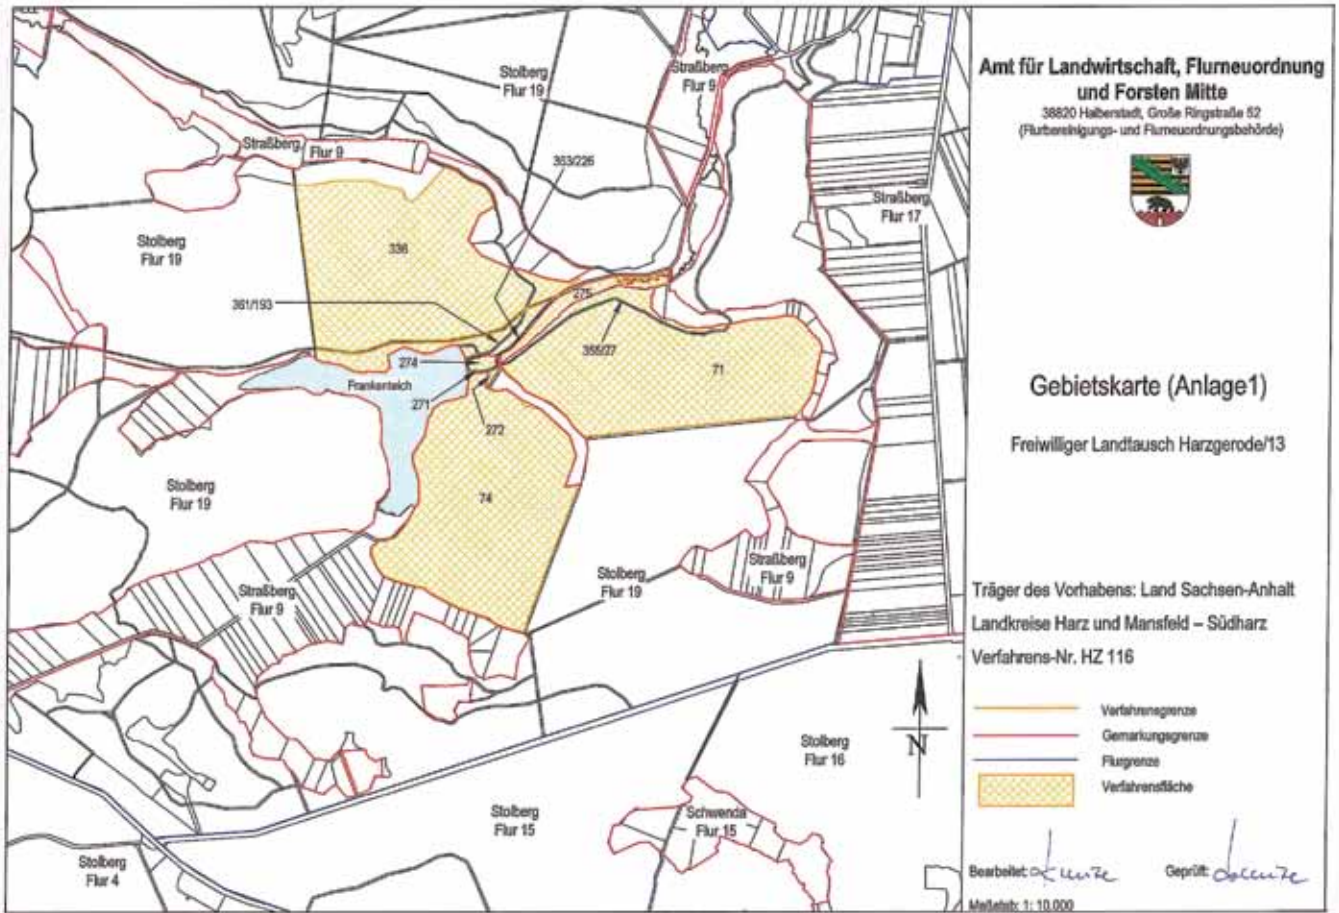 Stolberg
Flur 19
Straßberg
Flur 9
Straßberg
Flur 9
363/226
Straßberg
Flur 17
Stolberg
Flur 19
336
361/193
275
355/27
71
274
Frankenteich
271
272
74
Stolberg
Flur 19
Straßberg
Flur 9
Stolberg
Flur 19
Straßberg
Flur 9
Stolberg
Flur 16
Stolberg
Flur 15
Schwenda
Flur 15
Stolberg
Flur 4
N
Amt für Landwirtschaft, Flurneuordnung
und Forsten Mitte
38820 Halberstadt, Große Ringstraße 52
(Flurbereinigungs- und Flurneuordnungsbehörde)
Gebietskarte (Anlage1)
Freiwilliger Landtausch Harzgerode/13
Träger des Vorhabens: Land Sachsen-Anhalt
Landkreise Harz und Mansfeld – Südharz
Verfahrens-Nr. HZ 116
Verfahrensgrenze
Gemarkungsgrenze
Flurgrenze
Verfahrensfläche
Bearbeitet:
Geprüft:
Maßstab: 1: 10.000